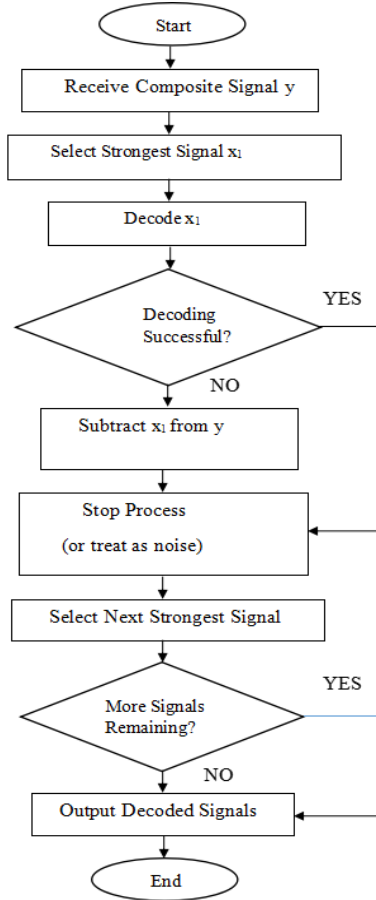 Start
Receive Composite Signal y
Select Strongest Signal x₁
Decode x₁
Decoding
Successful?
YES
NO
Subtract x₁ from y
Stop Process
(or treat as noise)
Select Next Strongest Signal
More Signals
Remaining?
YES
NO
Output Decoded Signals
End